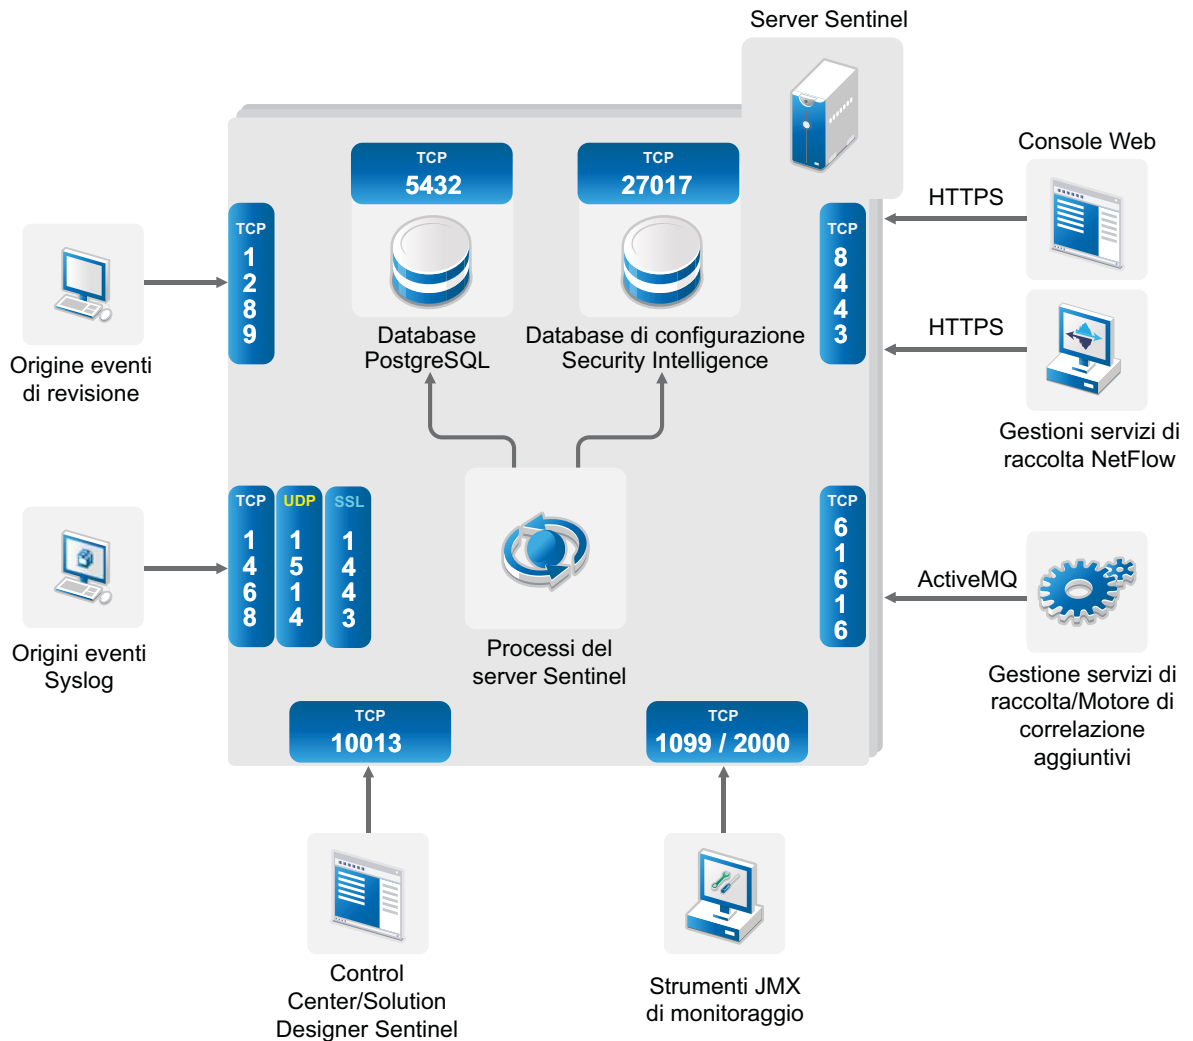 Server Sentinel
TCP
5432
TCP
27017
Console Web
HTTPS
TCP
1
2
8
9
TCP
8
4
4
3
HTTPS
Database
PostgreSQL
Database di configurazione
Security Intelligence
Origine eventi
di revisione
Gestioni servizi di
raccolta NetFlow
TCP
1
4
6
8
UDP
1
5
1
4
SSL
1
4
4
3
TCP
6
1
6
1
6
ActiveMQ
Origini eventi
Syslog
Processi del
server Sentinel
Gestione servizi di
raccolta/Motore di
correlazione
aggiuntivi
TCP
10013
TCP
1099 / 2000
Control
Center/Solution
Designer Sentinel
Strumenti JMX
di monitoraggio